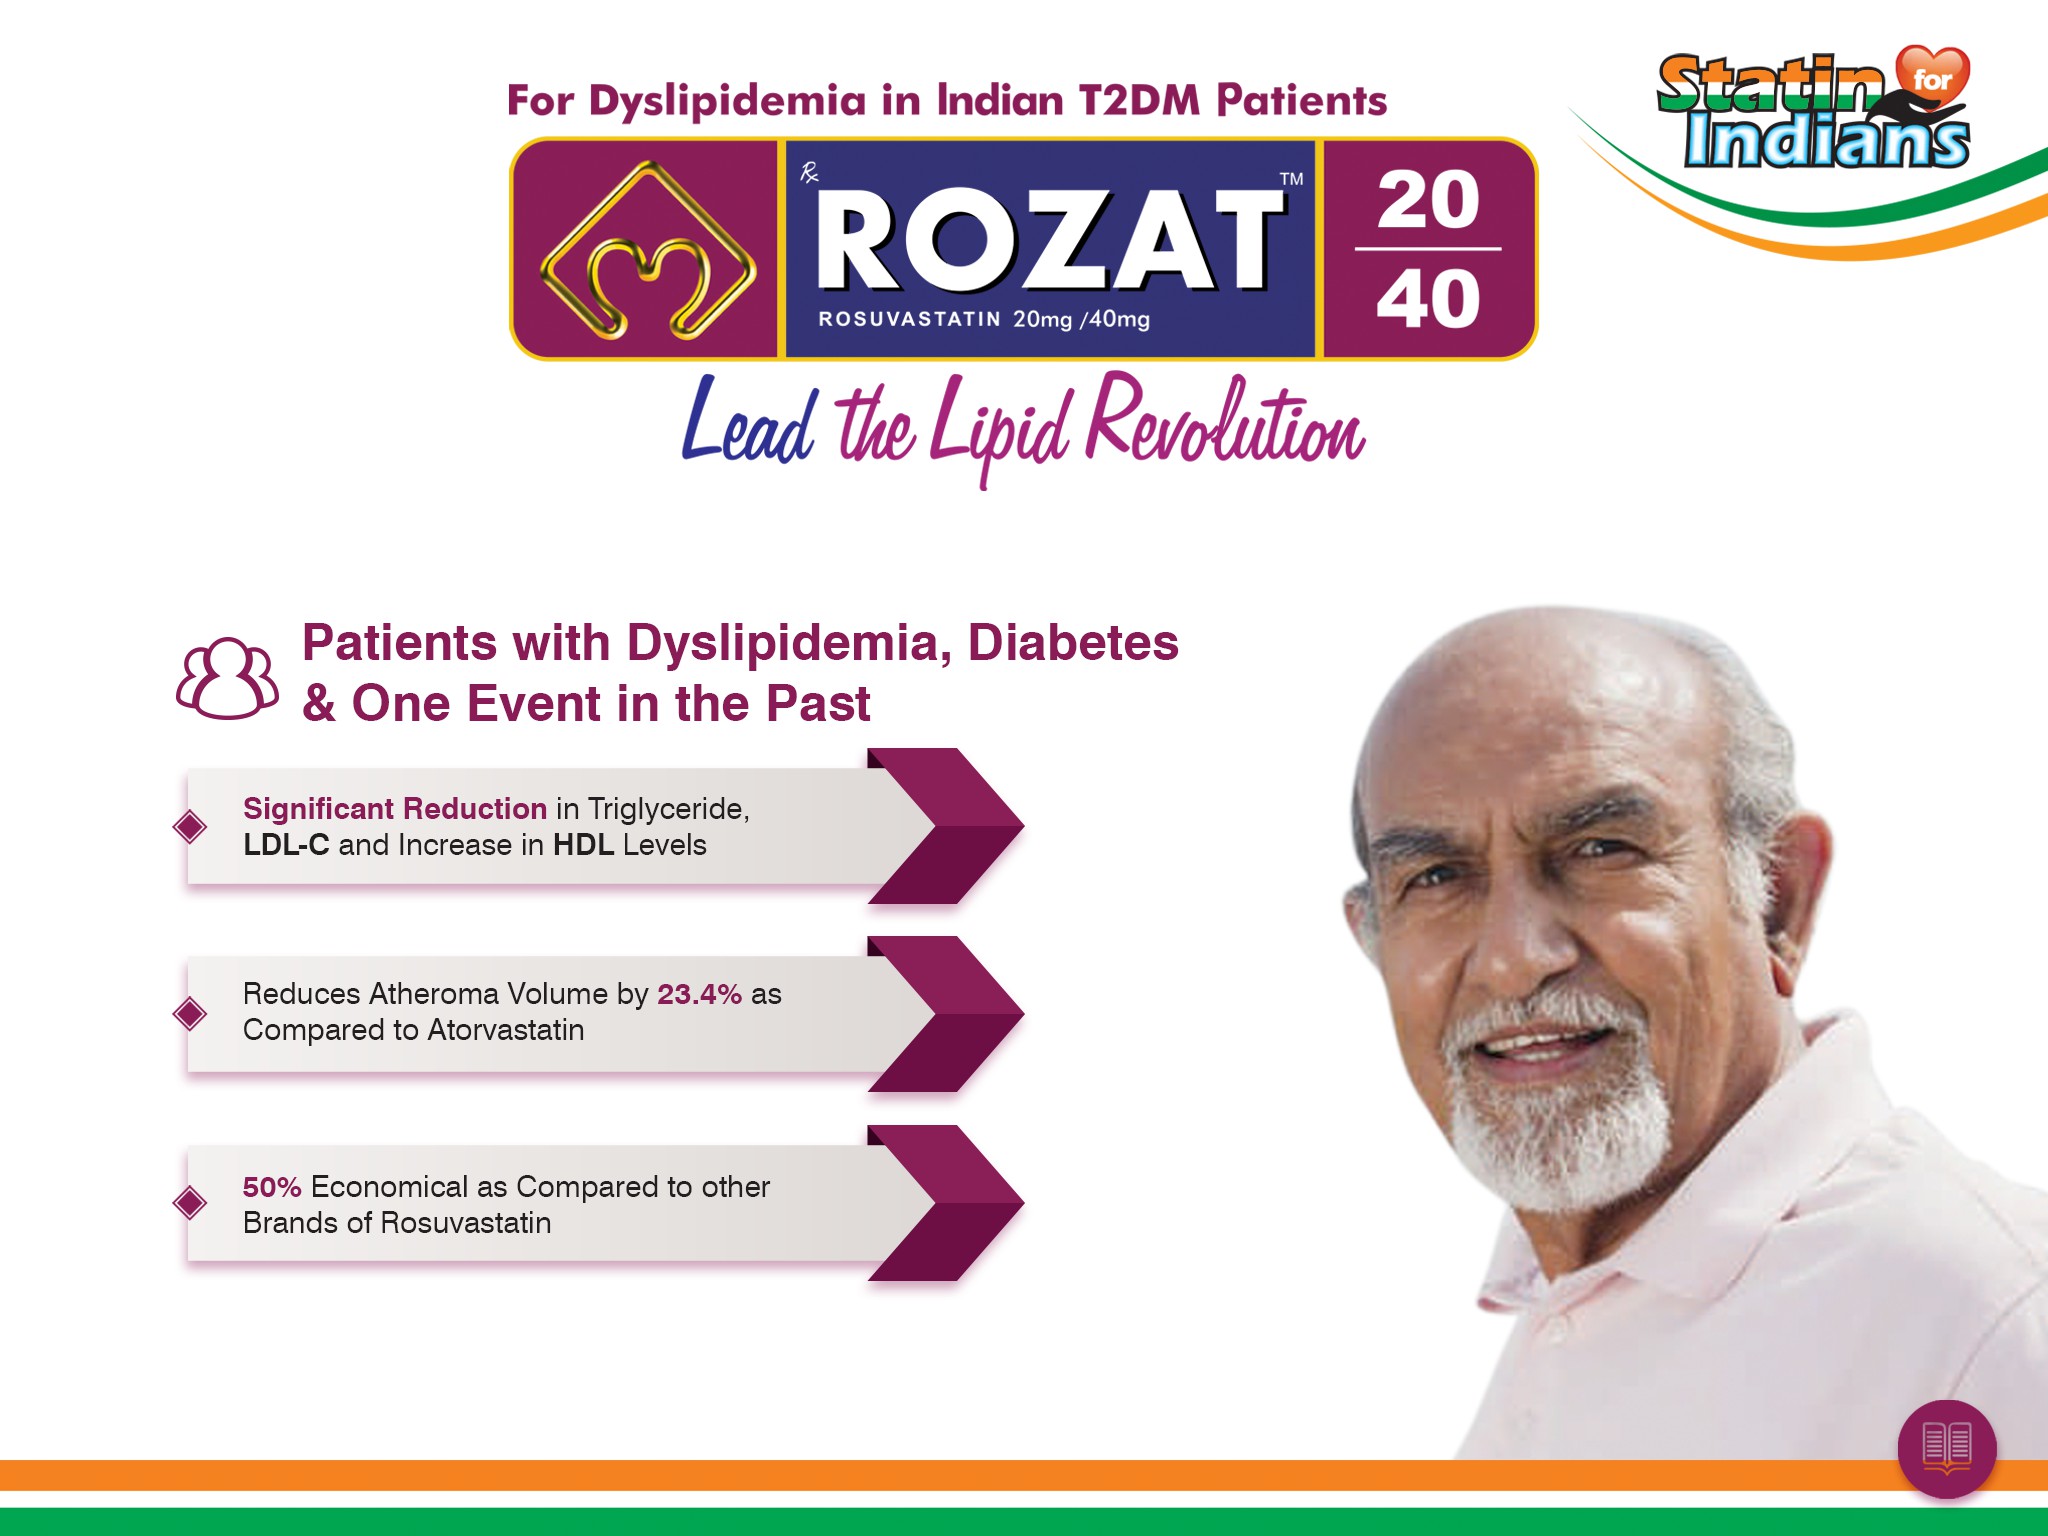 Statin for
Indians
For Dyslipidemia in Indian T2DM Patients
Rx
ROZAT™
ROSUVASTATIN 20mg /40mg
20
40
Lead the Lipid Revolution
Patients with Dyslipidemia, Diabetes
& One Event in the Past
Significant Reduction in Triglyceride,
LDL-C and Increase in HDL Levels
Reduces Atheroma Volume by 23.4% as
Compared to Atorvastatin
50% Economical as Compared to other
Brands of Rosuvastatin